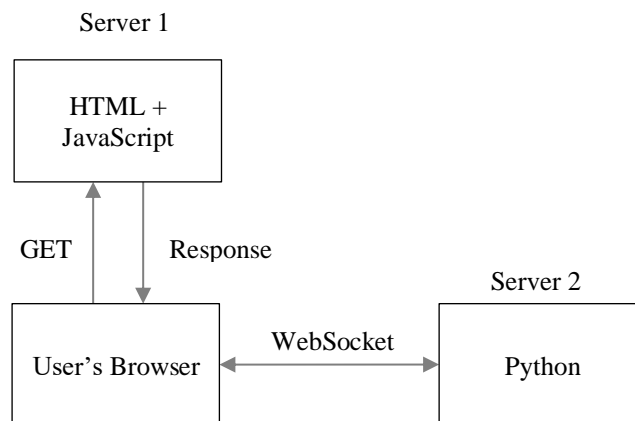 Server 1
HTML +
JavaScript
GET
Response
Server 2
WebSocket
User’s Browser
Python